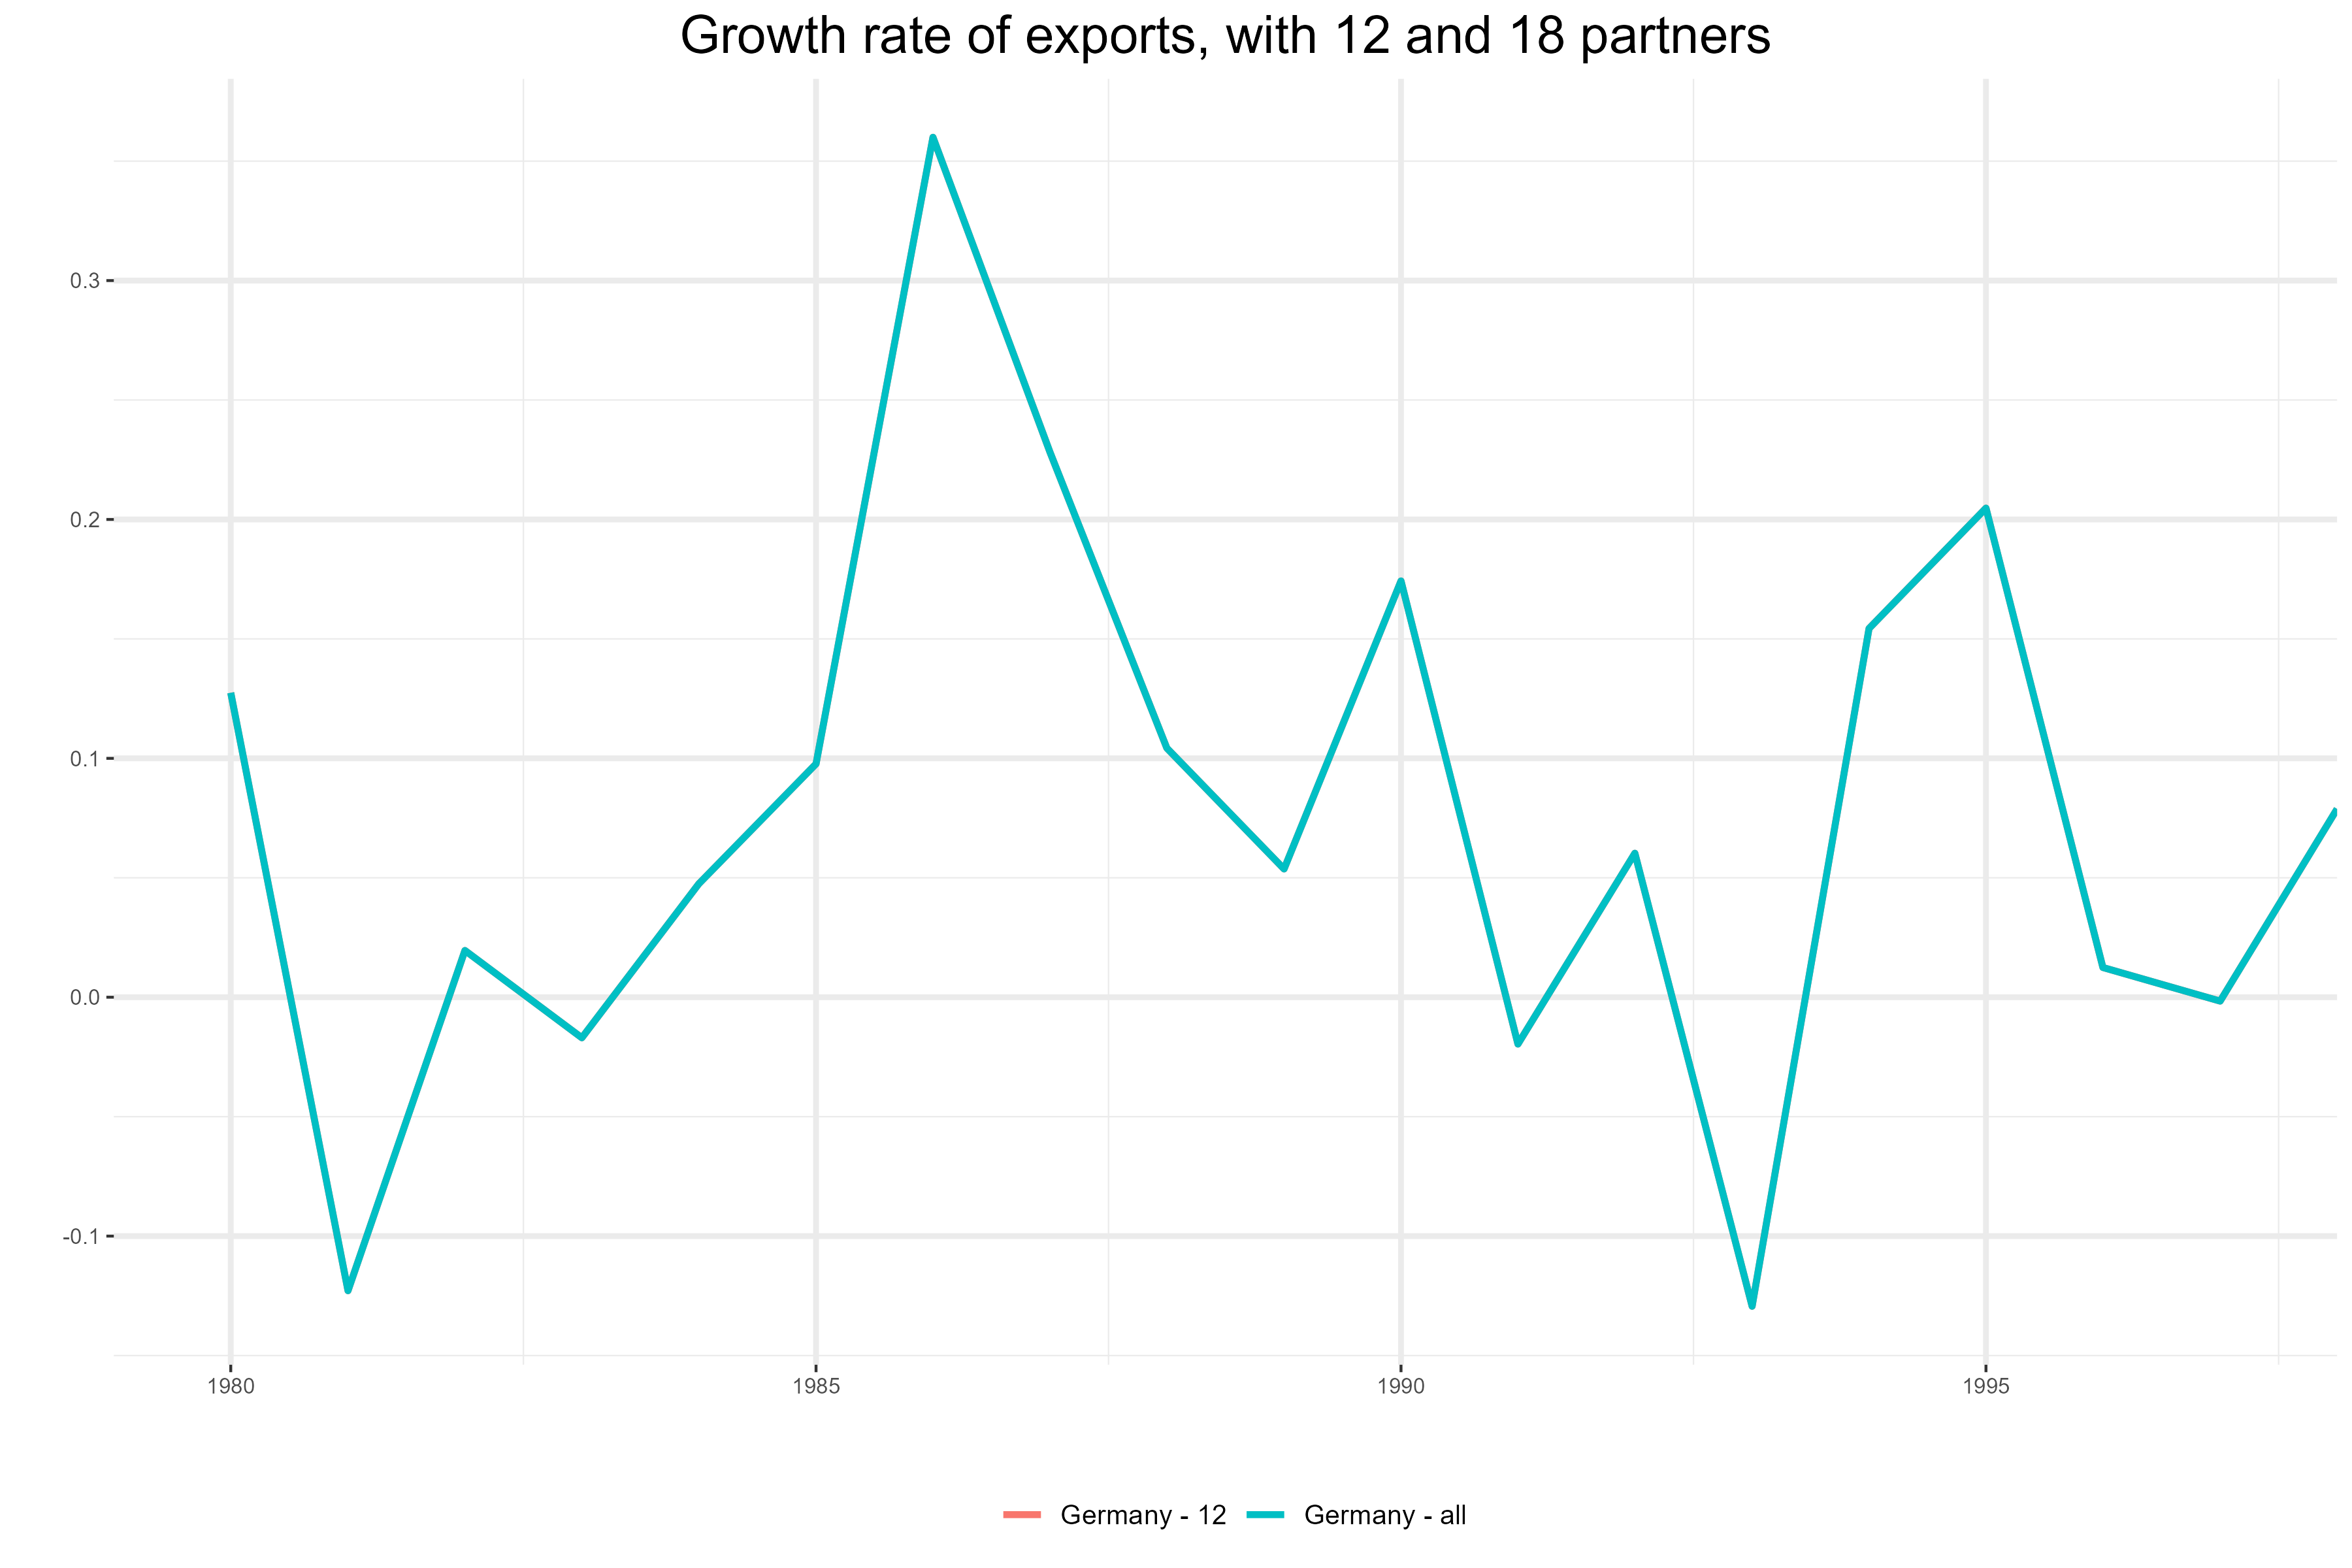 Growth rate of exports, with 12 and 18 partners
0.3
0.2
0.1
0.0
-0.1
1980 1985 1990 1995
Germany - 12 Germany - all